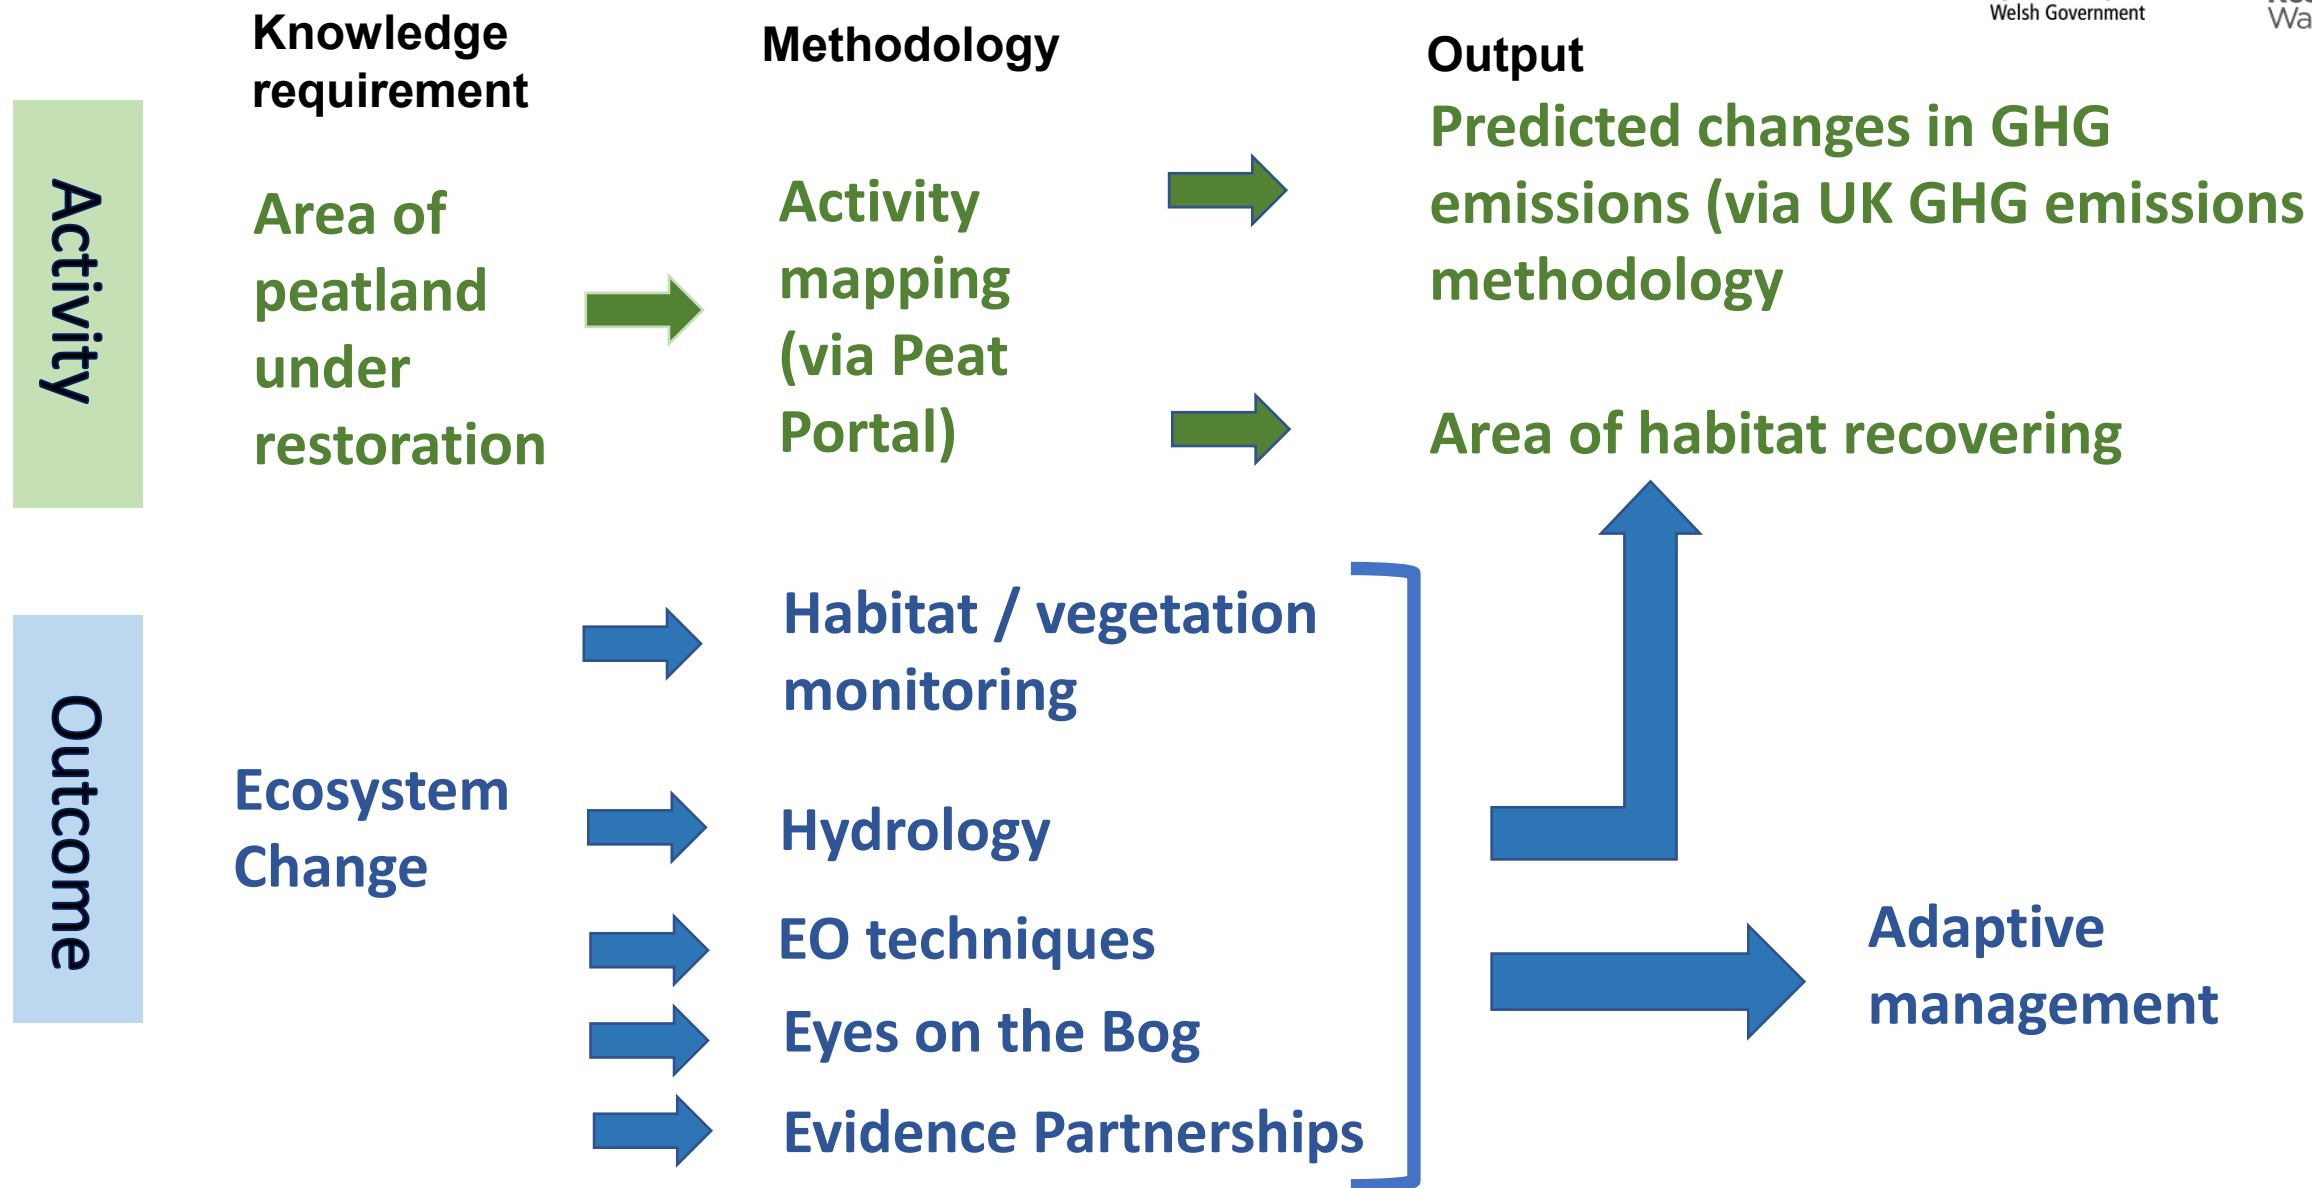 Welsh Government
Knowledge
requirement
Methodology
Output
Activity
Area of
peatland
under
restoration
Activity
mapping
(via Peat
Portal)
Predicted changes in GHG
emissions (via UK GHG emissions
methodology
Area of habitat recovering
Outcome
Ecosystem
Change
Habitat / vegetation
monitoring
Hydrology
EO techniques
Eyes on the Bog
Evidence Partnerships
Adaptive
management